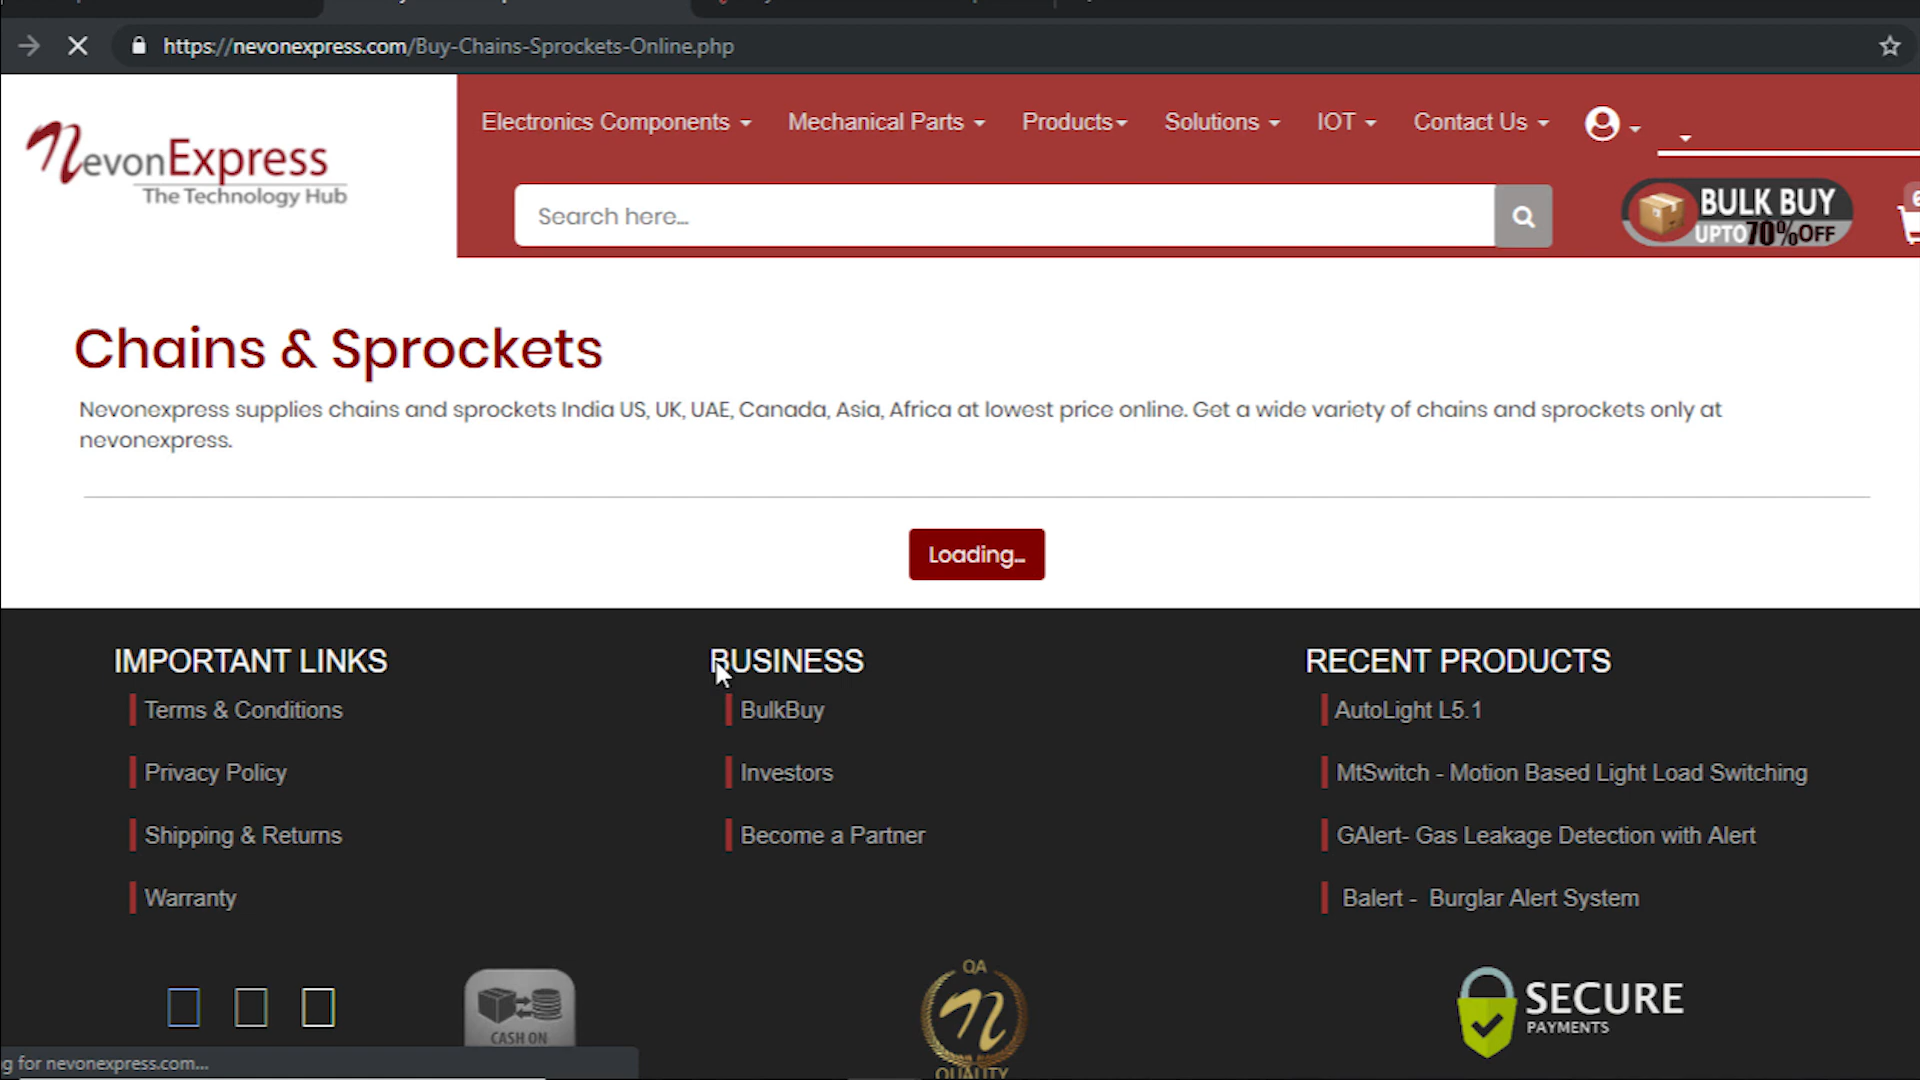 https://nevonexpress.com/Buy-Chains-Sprockets-Online.php
NevonExpress
The Technology Hub
Electronics Components
Mechanical Parts
Products
Solutions
IOT
Contact Us
Search here...
BULK BUY
UPTO 70% OFF
Chains & Sprockets
Nevonexpress supplies chains and sprockets India US, UK, UAE, Canada, Asia, Africa at lowest price online. Get a wide variety of chains and sprockets only at
nevonexpress.
Loading...
IMPORTANT LINKS
Terms & Conditions
Privacy Policy
Shipping & Returns
Warranty
BUSINESS
BulkBuy
Investors
Become a Partner
RECENT PRODUCTS
AutoLight L5.1
MtSwitch - Motion Based Light Load Switching
GAlert- Gas Leakage Detection with Alert
Balert - Burglar Alert System
CASH ON
QA
QUALITY
SECURE
PAYMENTS
g for nevonexpress.com...